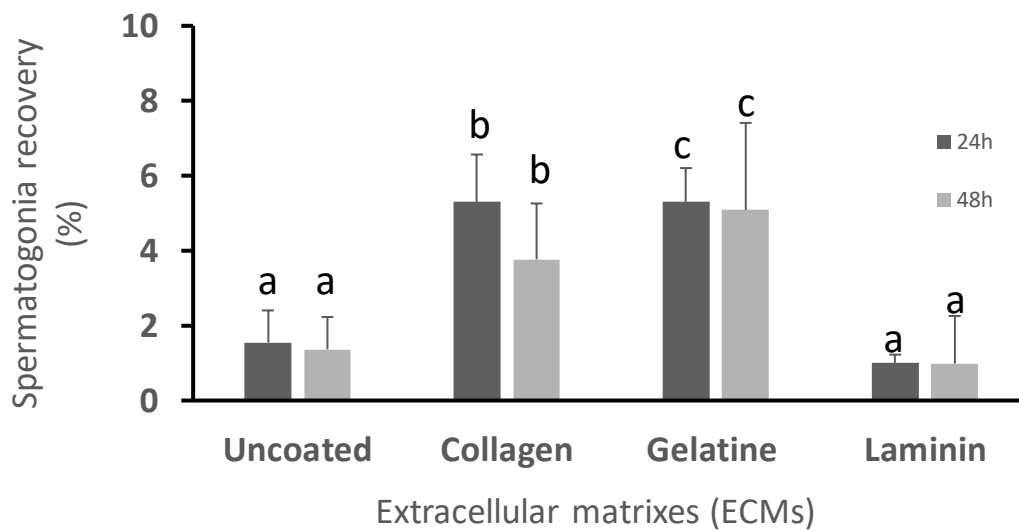 Spermatogonia recovery
(%)
10
8
6
4
2
0
a
a
b
b
c
c
a
a
24h
48h
Uncoated
Collagen
Gelatine
Laminin
Extracellular matrixes (ECMs)